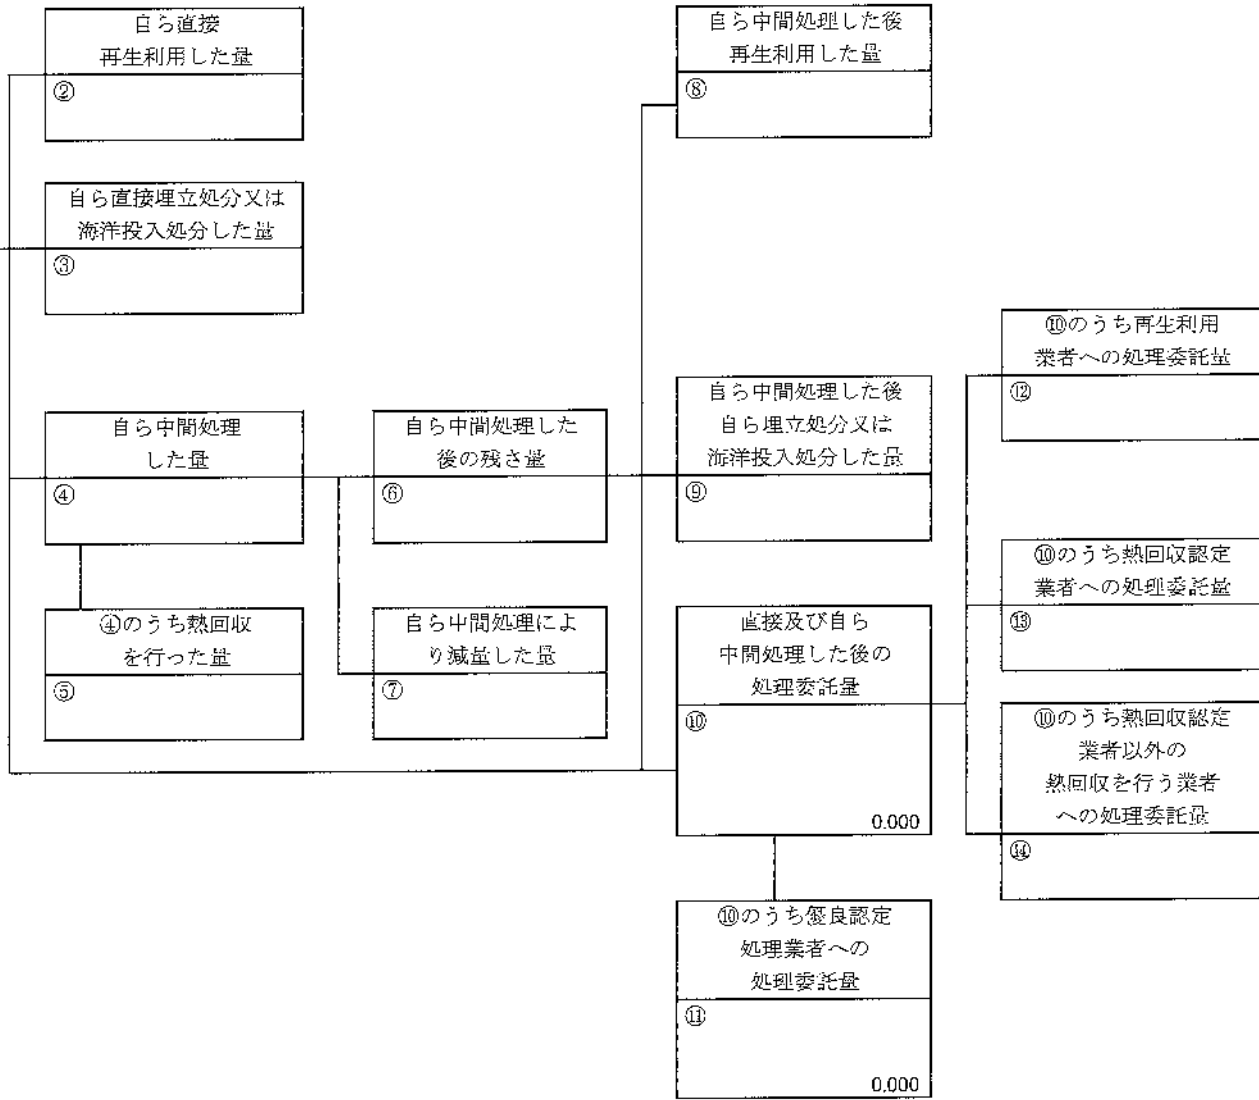 自ら直接
再生利用した量
②
自ら直接埋立処分又は
海洋投入処分した量
③
自ら中間処理
した量
④
④のうち熱回収
を行った量
⑤
自ら中間処理した
後の残さ量
⑥
自ら中間処理によ
り減量した量
⑦
自ら中間処理した後
再生利用した量
⑧
自ら中間処理した後
自ら埋立処分又は
海洋投入処分した量
⑨
直接及び自ら
中間処理した後の
処理委託量
⑩
0.000
⑩のうち優良認定
処理業者への
処理委託量
⑪
0.000
⑩のうち再生利用
業者への処理委託量
⑫
⑩のうち熱回収認定
業者への処理委託量
⑬
⑩のうち熱回収認定
業者以外の
熱回収を行う業者
への処理委託量
⑭